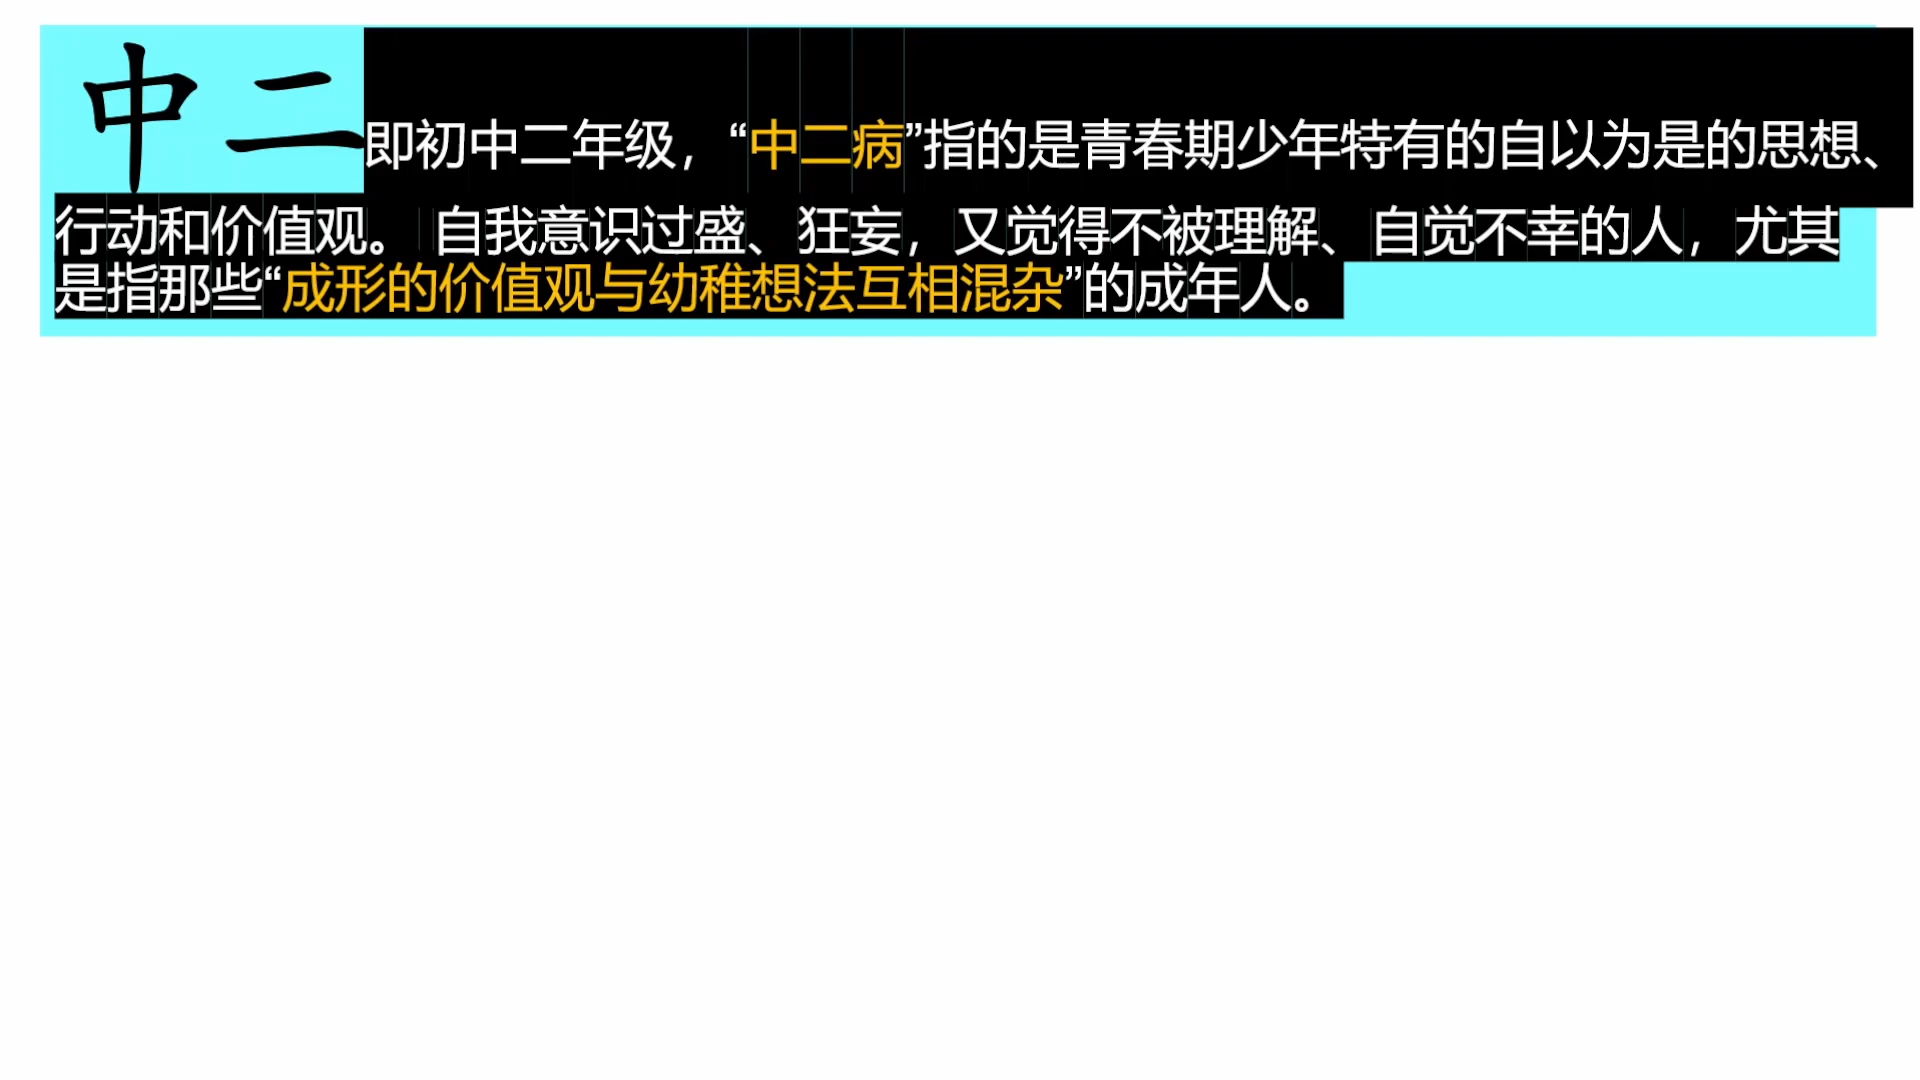 中二即初中二年级，“中二病”指的是青春期少年特有的自以为是的思想、
行动和价值观。 自我意识过盛、狂妄，又觉得不被理解、自觉不幸的人，尤其
是指那些“成形的价值观与幼稚想法互相混杂”的成年人。